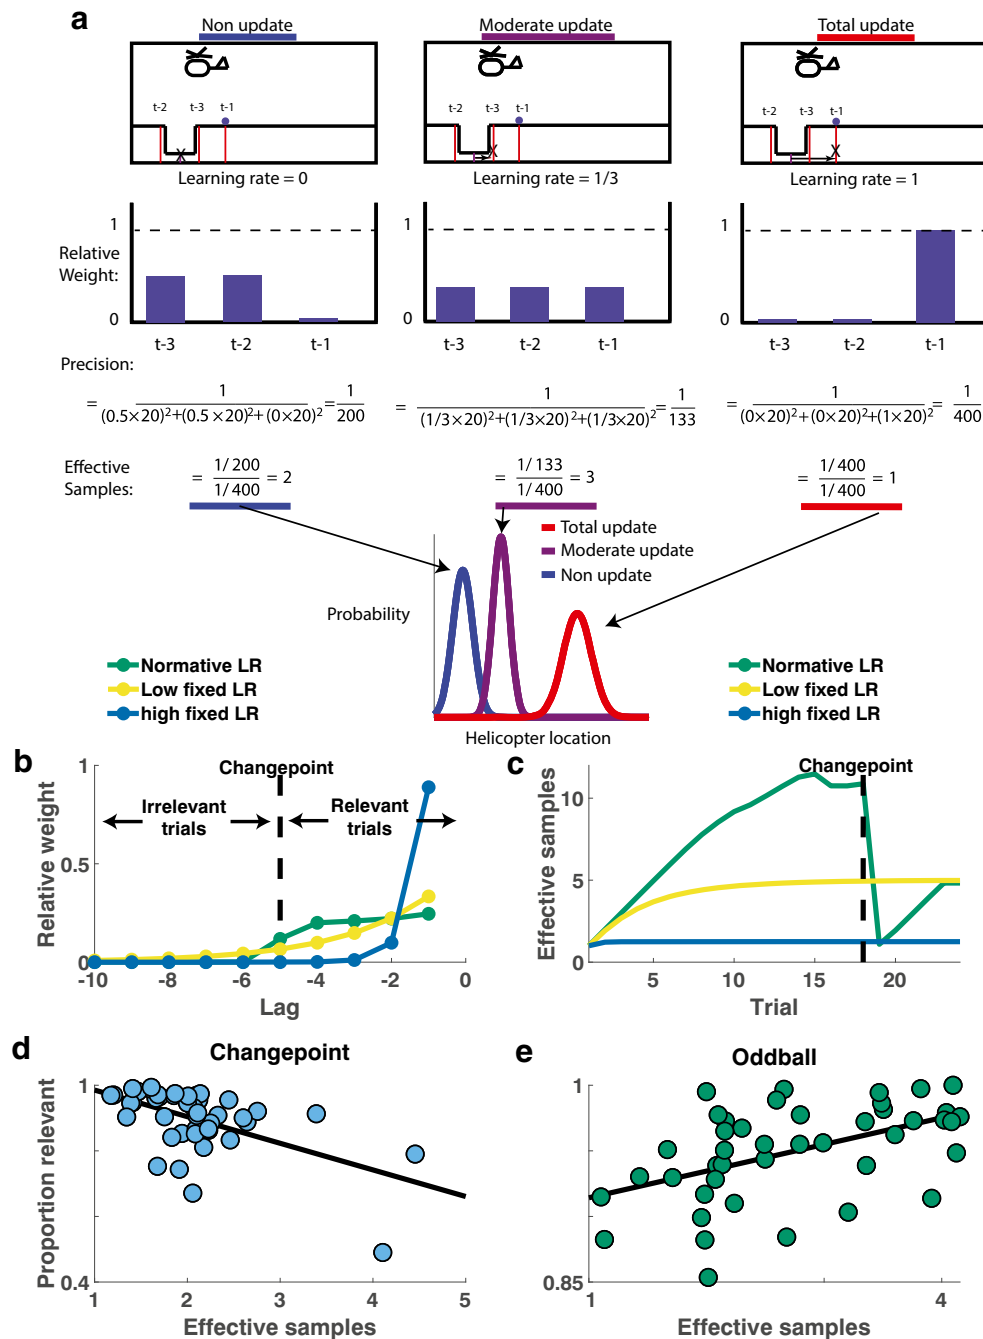 a
Non update
Moderate update
Total update
t-2 t-3 t-1
t-2 t-3 t-1
t-2 t-3 t-1
X
X
X
Learning rate = 0
Learning rate = 1/3
Learning rate = 1
Relative
Weight:
1
0
1
0
1
0
t-3 t-2 t-1
t-3 t-2 t-1
t-3 t-2 t-1
Precision:
= 1 / (0.5×20)²+(0.5×20)²+(0×20)² = 1/200
= 1 / (1/3×20)²+(1/3×20)²+(1/3×20)² = 1/133
= 1 / (0×20)²+(0×20)²+(1×20)² = 1/400
Effective
Samples:
= 1/200 / 1/400 = 2
= 1/133 / 1/400 = 3
= 1/400 / 1/400 = 1
Total update
Moderate update
Non update
Probability
Helicopter location
Normative LR
Low fixed LR
high fixed LR
Normative LR
Low fixed LR
high fixed LR
b
Changepoint
Irrelevant
trials
Relevant
trials
Relative weight
1
0.5
0
-10 -8 -6 -4 -2 0
Lag
c
Changepoint
Effective samples
10
5
0
5 10 15 20
Trial
d
Changepoint
Proportion relevant
1
0.4
1 2 3 4 5
Effective samples
e
Oddball
1
0.85
1 4
Effective samples